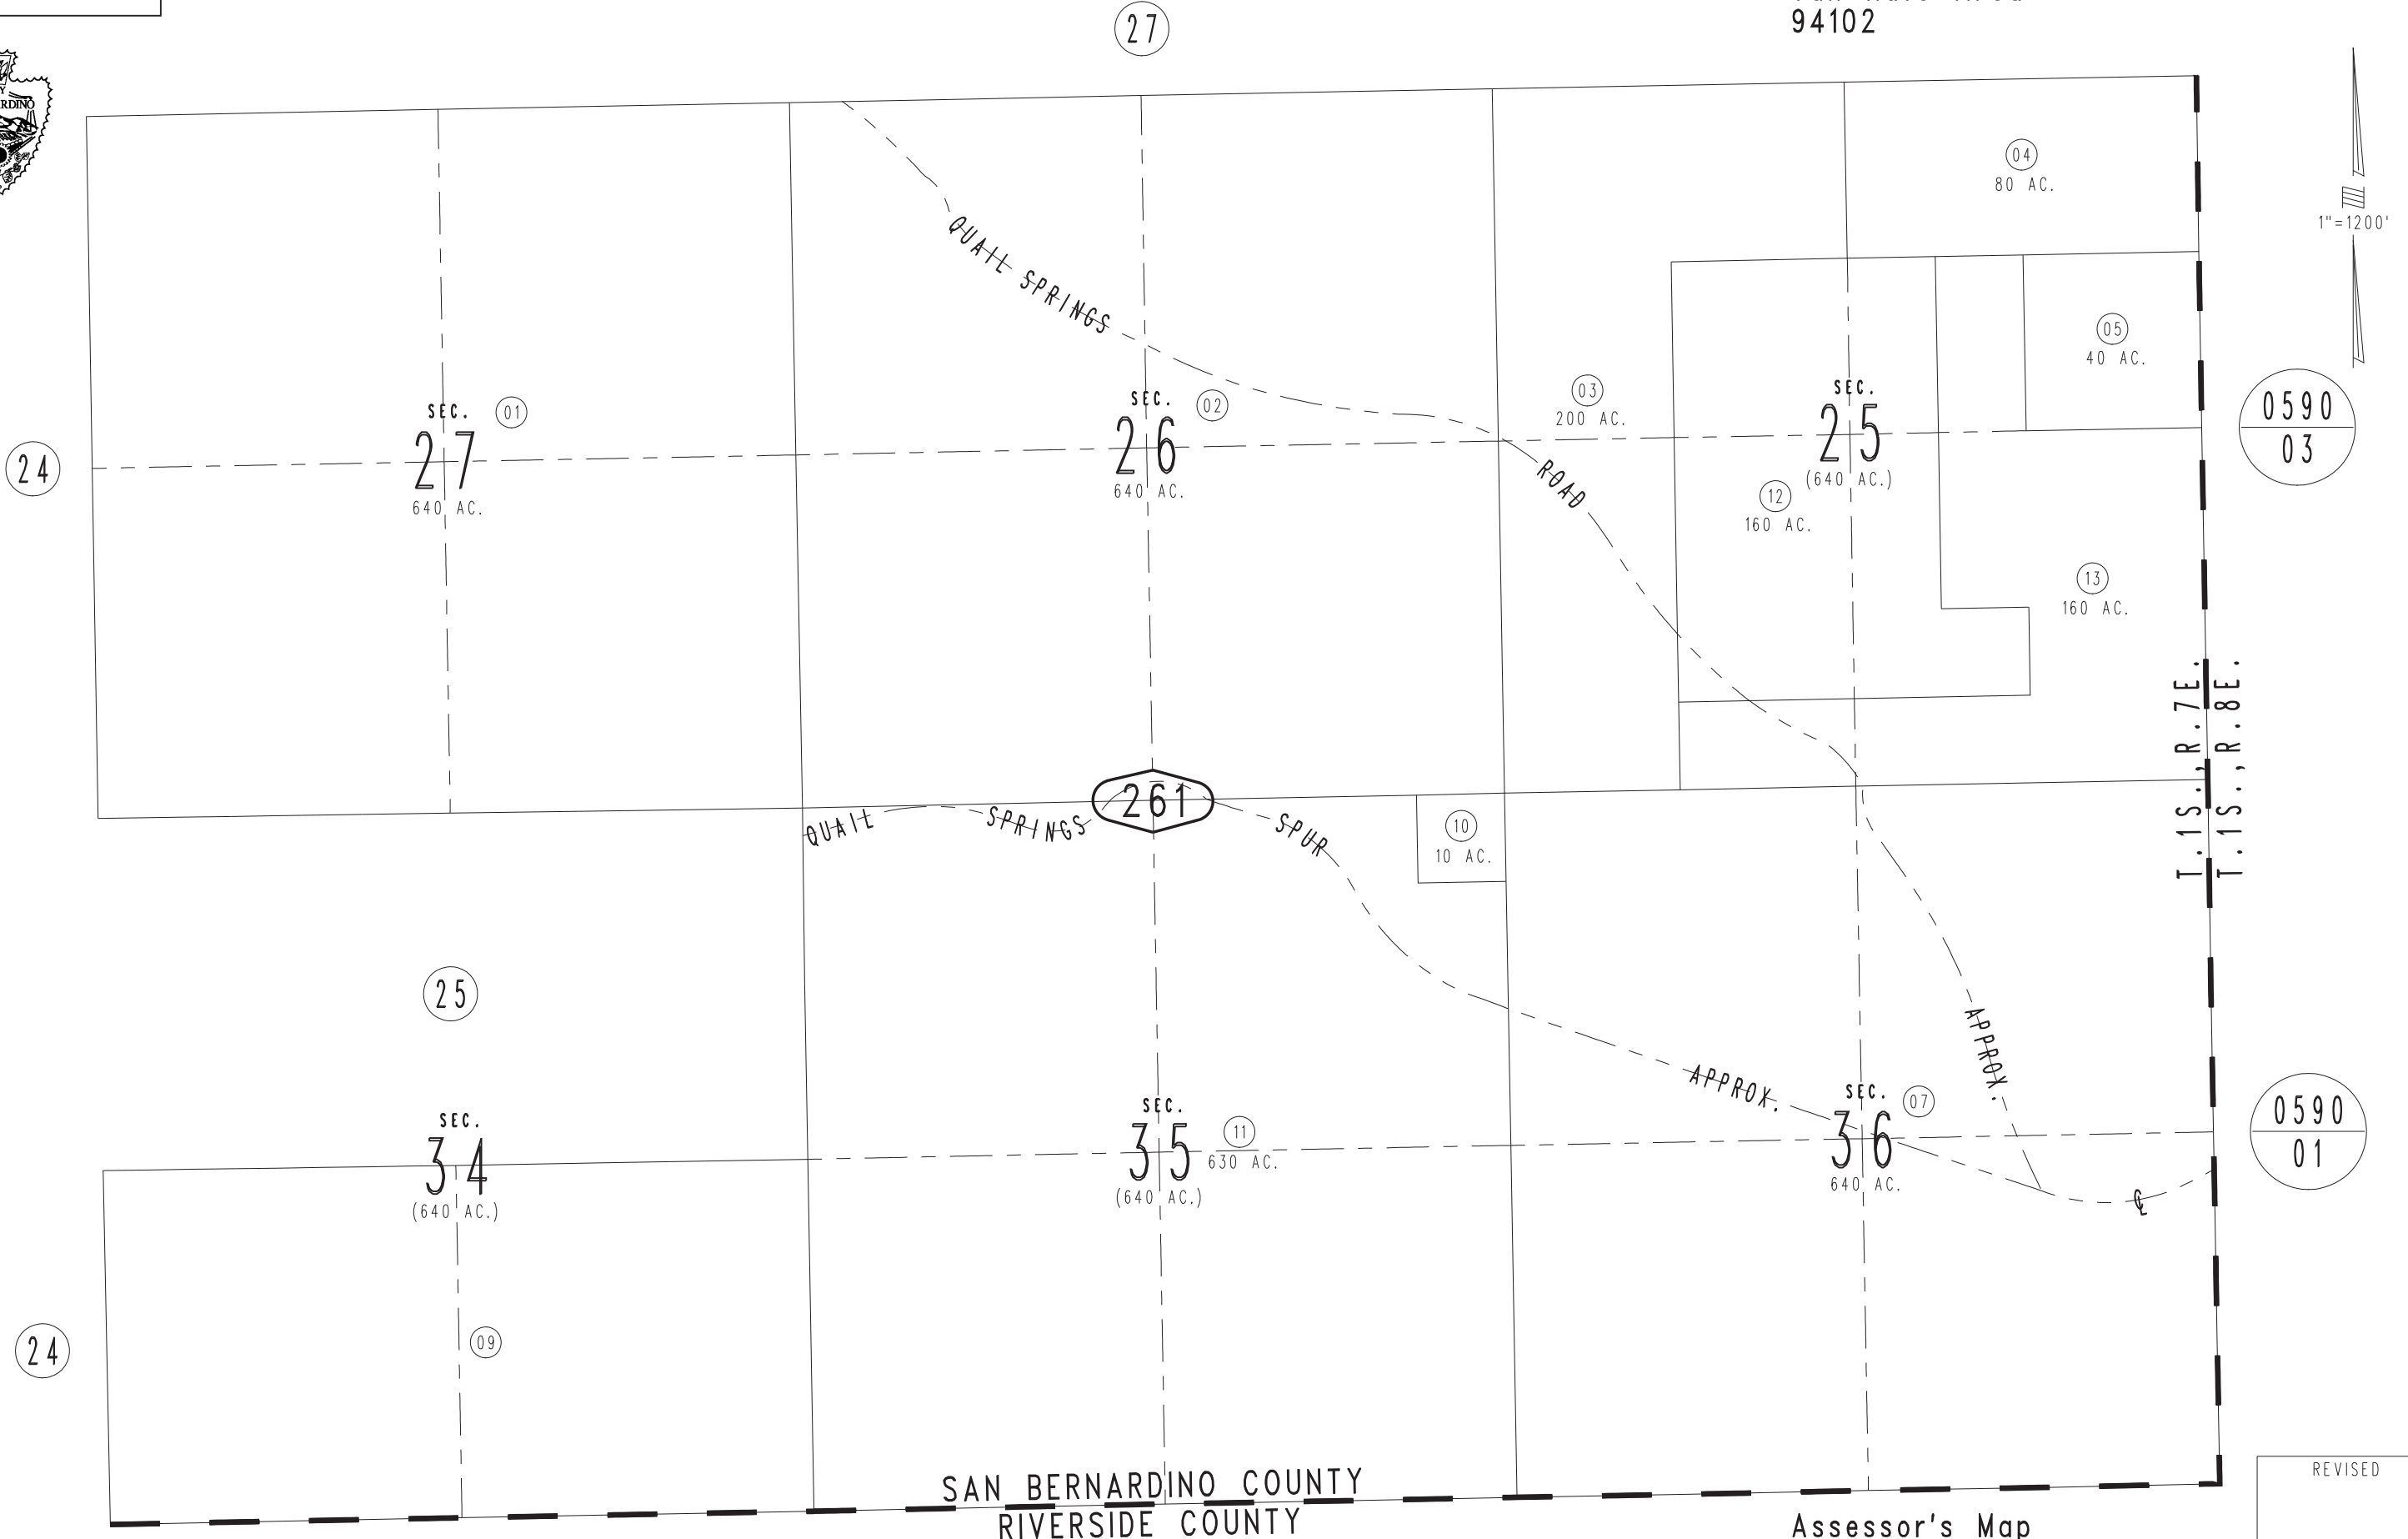 94102
27
04
80 AC.
1"=1200'
QUAIL SPRINGS ROAD
05
40 AC.
0590
03
24
SEC.
27
01
640 AC.
SEC.
26
02
640 AC.
03
200 AC.
SEC.
25
(640 AC.)
12
160 AC.
13
160 AC.
T.1S., R.7E.
T.1S., R.8E.
261
QUAIL SPRINGS SPUR
10
10 AC.
25
APPROX.
APPROX.
SEC.
34
(640 AC.)
SEC.
35
11
630 AC.
(640 AC.)
SEC.
36
07
640 AC.
℄
0590
01
24
09
SAN BERNARDINO COUNTY
RIVERSIDE COUNTY
REVISED
Assessor's Map